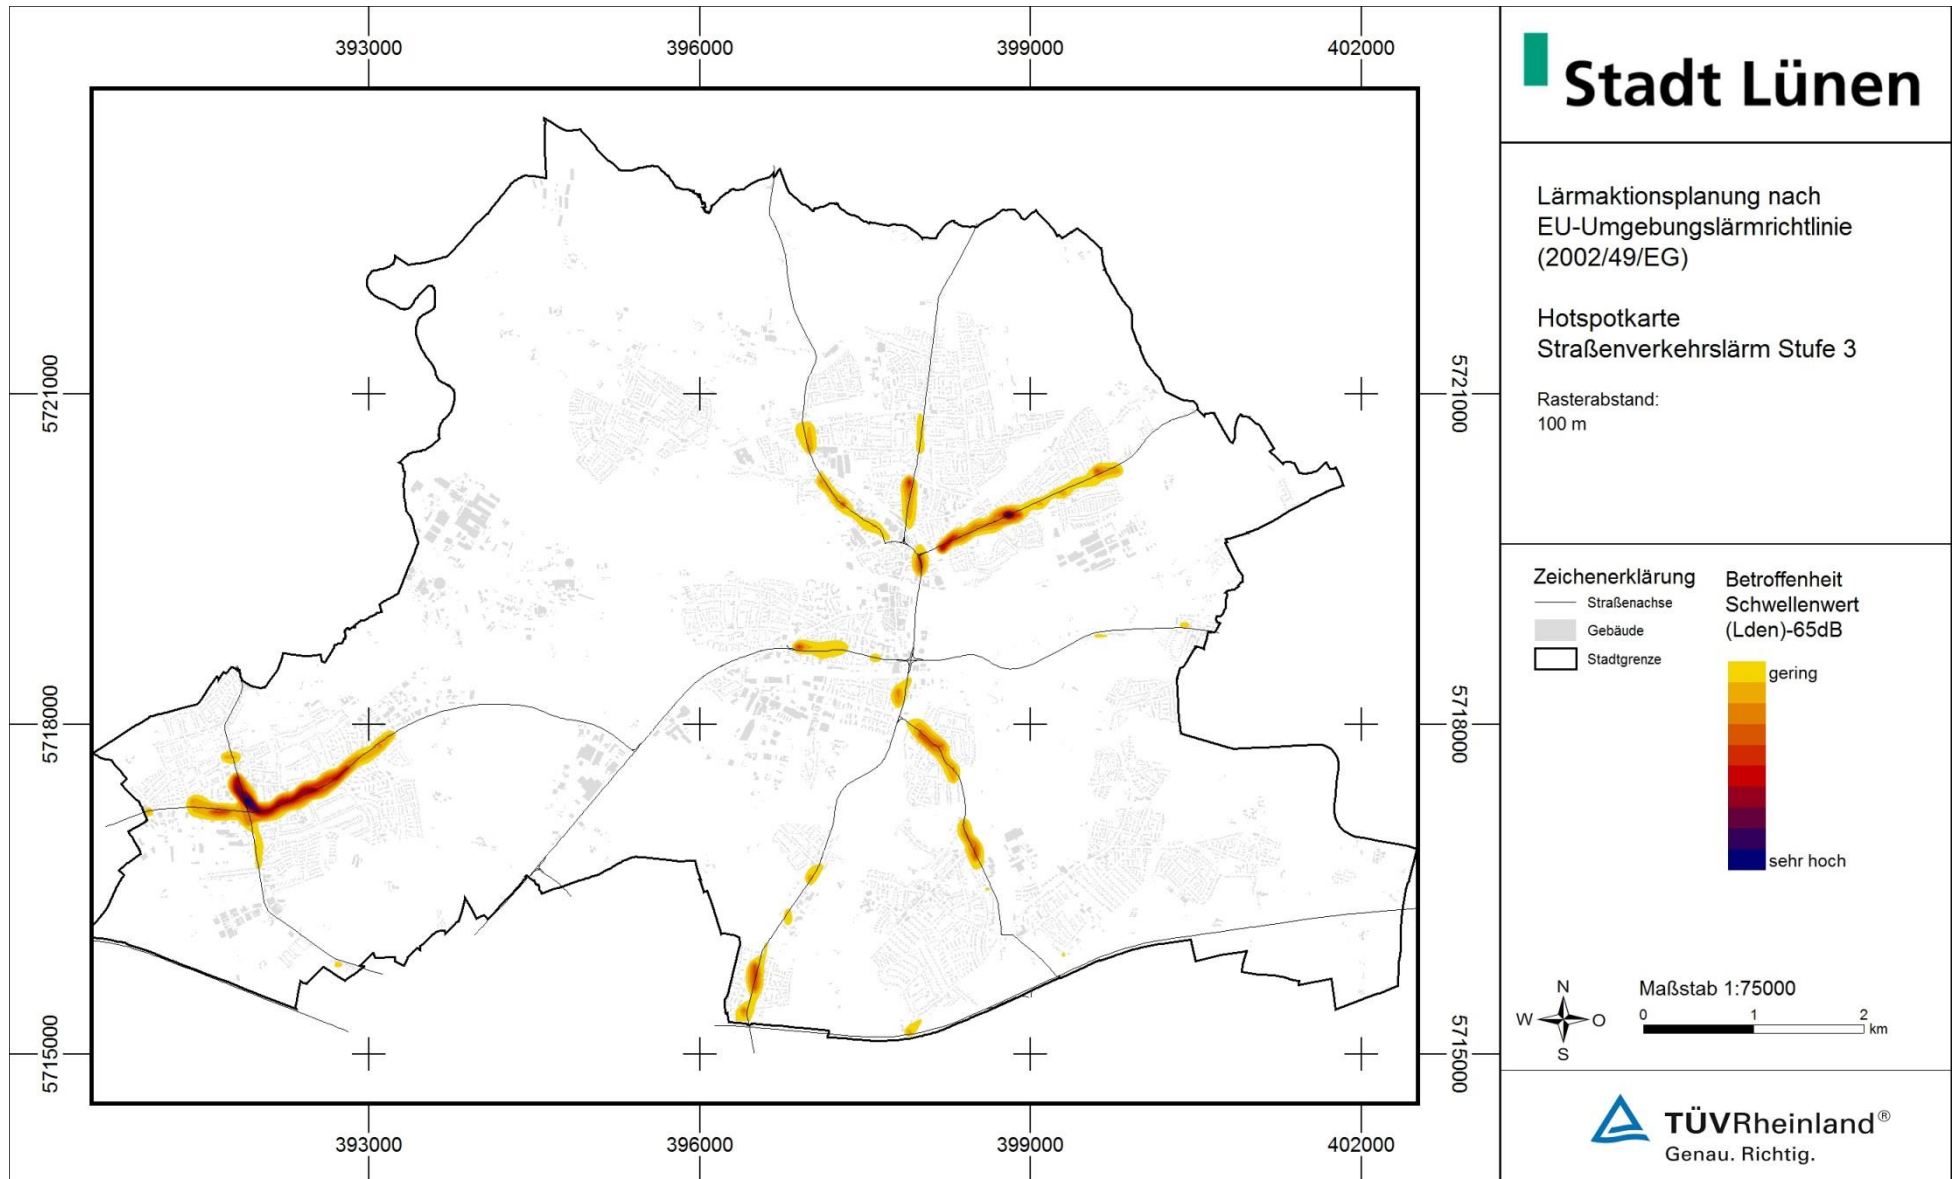 393000
396000
399000
402000
5721000
5718000
5715000
5721000
5718000
5715000
393000
396000
399000
402000
Stadt Lünen
Lärmaktionsplanung nach
EU-Umgebungslärmrichtlinie
(2002/49/EG)
Hotspotkarte
Straßenverkehrslärm Stufe 3
Rasterabstand:
100 m
Zeichenerklärung
Straßenachse
Gebäude
Stadtgrenze
Betroffenheit
Schwellenwert
(Lden)-65dB
gering
sehr hoch
N
W O
S
Maßstab 1:75000
0 1 2
km
TÜVRheinland®
Genau. Richtig.